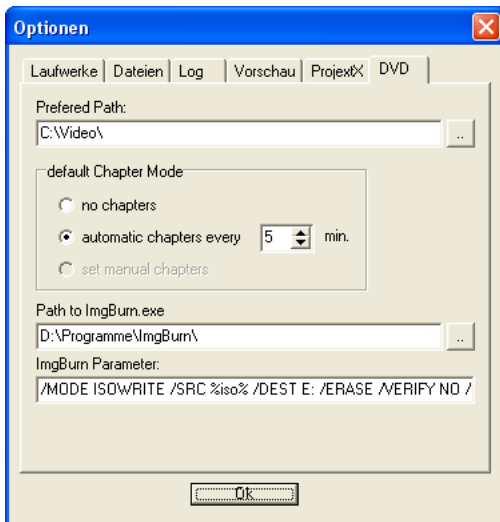 Optionen
Laufwerke Dateien Log Vorschau ProjektX DVD
Prefered Path:
C:\Video\
..
default Chapter Mode
no chapters
automatic chapters every 5 min.
set manual chapters
Path to ImgBurn.exe
D:\Programme\ImgBurn\
..
ImgBurn Parameter:
/MODE ISOWRITE /SRC %iso% /DEST E: /ERASE /VERIFY NO /
Ok